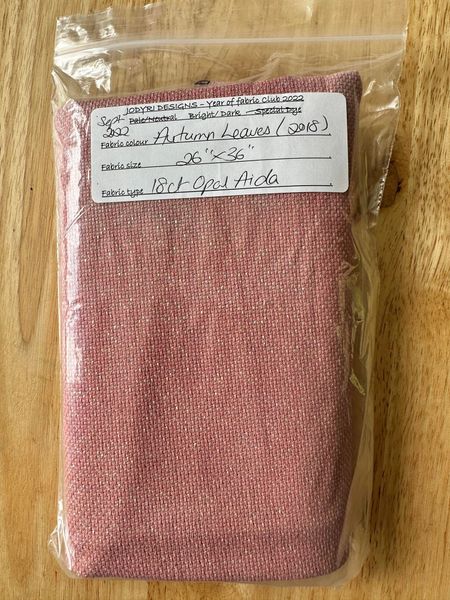 JODYRI DESIGNS - Year of fabric Club 2022
Sept Pale/Neutral Bright/Dark Special Dye
2022
Fabric colour Autumn Leaves (2018)
Fabric size 26"x36"
Fabric type 18ct Opal Aida